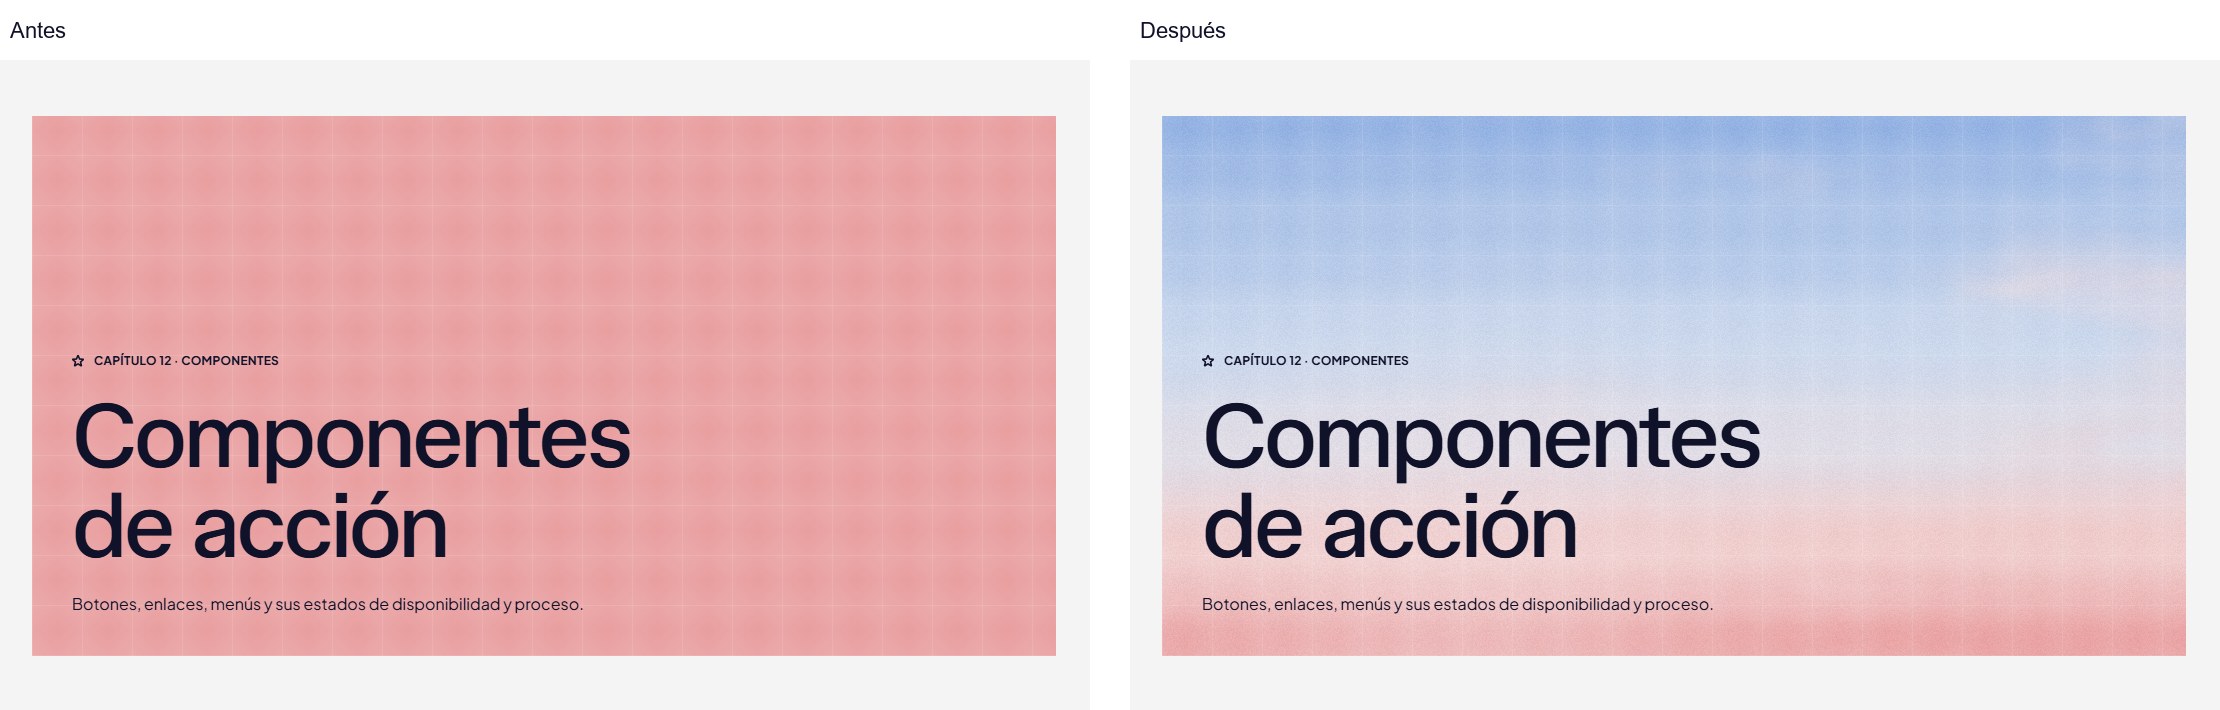 Antes
Después
CAPÍTULO 12 · COMPONENTES
Componentes
de acción
Botones, enlaces, menús y sus estados de disponibilidad y proceso.
CAPÍTULO 12 · COMPONENTES
Componentes
de acción
Botones, enlaces, menús y sus estados de disponibilidad y proceso.